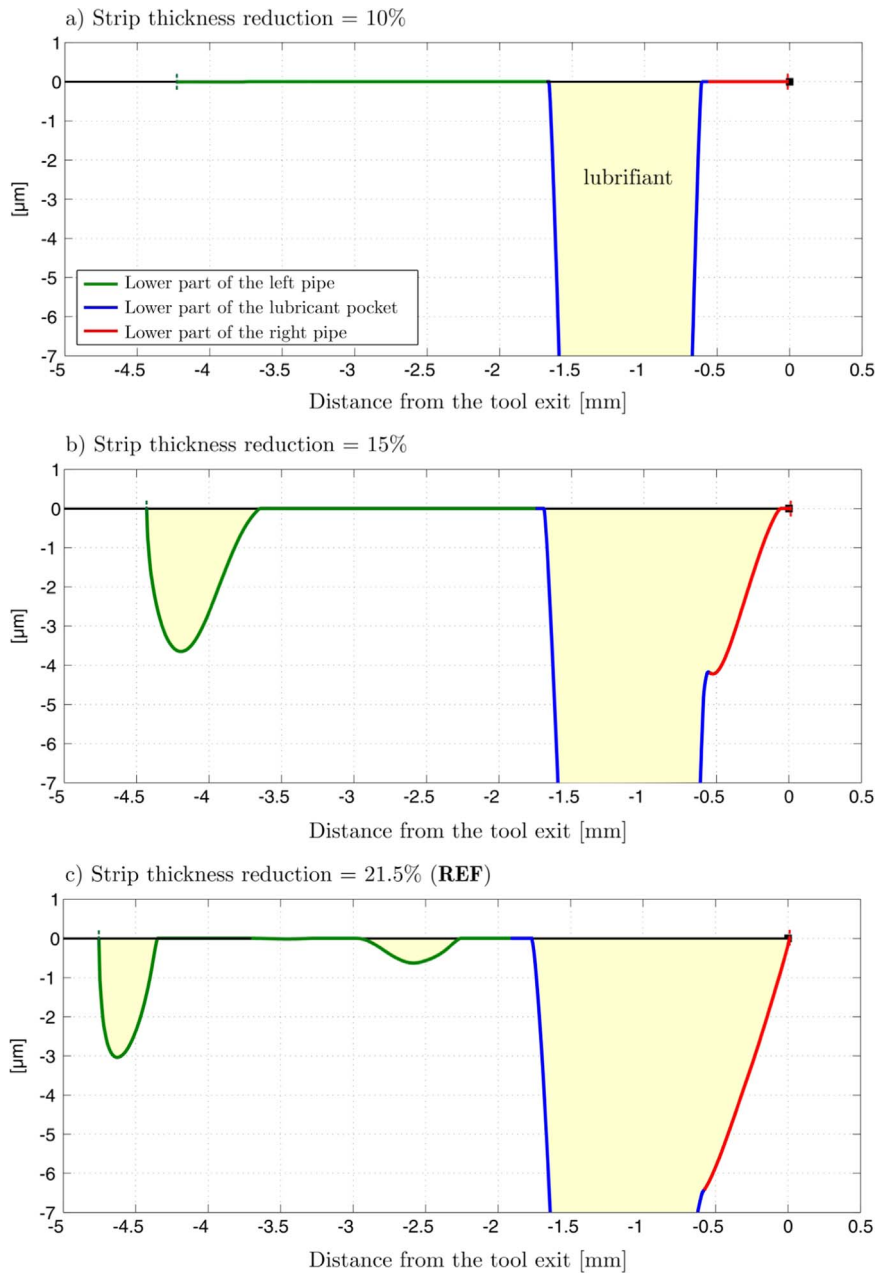 a) Strip thickness reduction = 10%
1
0
-1
-2
-3
-4
-5
-6
-7
[µm]
lubrifiant
Lower part of the left pipe
Lower part of the lubricant pocket
Lower part of the right pipe
-5 -4.5 -4 -3.5 -3 -2.5 -2 -1.5 -1 -0.5 0 0.5
Distance from the tool exit [mm]
b) Strip thickness reduction = 15%
1
0
-1
-2
-3
-4
-5
-6
-7
[µm]
-5 -4.5 -4 -3.5 -3 -2.5 -2 -1.5 -1 -0.5 0 0.5
Distance from the tool exit [mm]
c) Strip thickness reduction = 21.5% (REF)
1
0
-1
-2
-3
-4
-5
-6
-7
[µm]
-5 -4.5 -4 -3.5 -3 -2.5 -2 -1.5 -1 -0.5 0 0.5
Distance from the tool exit [mm]